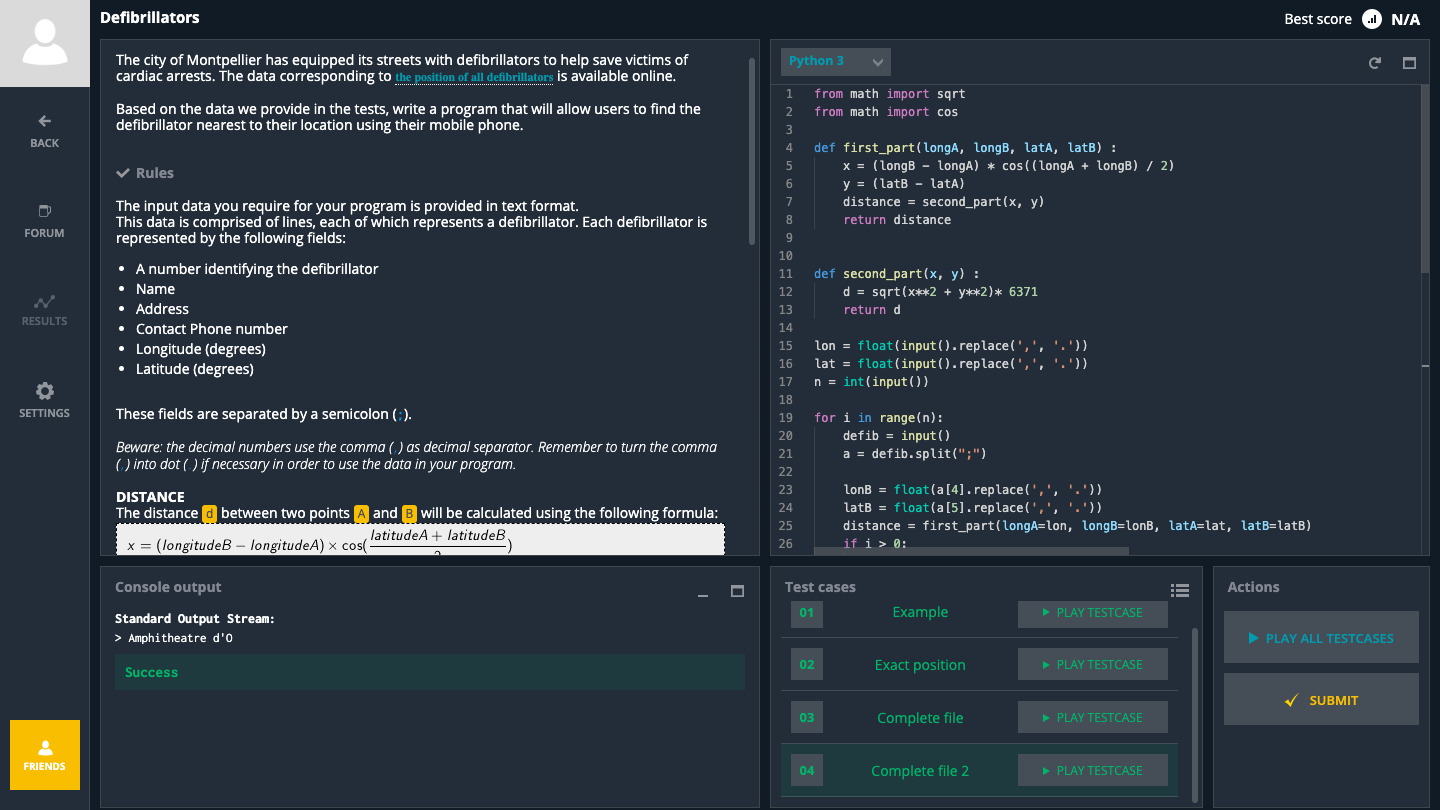 Defibrillators
Best score N/A
BACK
FORUM
RESULTS
SETTINGS
FRIENDS
The city of Montpellier has equipped its streets with defibrillators to help save victims of
cardiac arrests. The data corresponding to the position of all defibrillators is available online.
Based on the data we provide in the tests, write a program that will allow users to find the
defibrillator nearest to their location using their mobile phone.
Rules
The input data you require for your program is provided in text format.
This data is comprised of lines, each of which represents a defibrillator. Each defibrillator is
represented by the following fields:
• A number identifying the defibrillator
• Name
• Address
• Contact Phone number
• Longitude (degrees)
• Latitude (degrees)
These fields are separated by a semicolon (;).
Beware: the decimal numbers use the comma (,) as decimal separator. Remember to turn the comma
(,) into dot (.) if necessary in order to use the data in your program.
DISTANCE
The distance d between two points A and B will be calculated using the following formula:
x = (longitudeB − longitudeA) × cos((latitudeA + latitudeB)/2)
Python 3
1 from math import sqrt
2 from math import cos
3
4 def first_part(longA, longB, latA, latB) :
5     x = (longB - longA) * cos((longA + longB) / 2)
6     y = (latB - latA)
7     distance = second_part(x, y)
8     return distance
9
10
11 def second_part(x, y) :
12     d = sqrt(x**2 + y**2)* 6371
13     return d
14
15 lon = float(input().replace(',', '.'))
16 lat = float(input().replace(',', '.'))
17 n = int(input())
18
19 for i in range(n):
20     defib = input()
21     a = defib.split(";")
22
23     lonB = float(a[4].replace(',', '.'))
24     latB = float(a[5].replace(',', '.'))
25     distance = first_part(longA=lon, longB=lonB, latA=lat, latB=latB)
26     if i > 0:
Console output
Standard Output Stream:
> Amphitheatre d'O
Success
Test cases
01 Example PLAY TESTCASE
02 Exact position PLAY TESTCASE
03 Complete file PLAY TESTCASE
04 Complete file 2 PLAY TESTCASE
Actions
PLAY ALL TESTCASES
SUBMIT